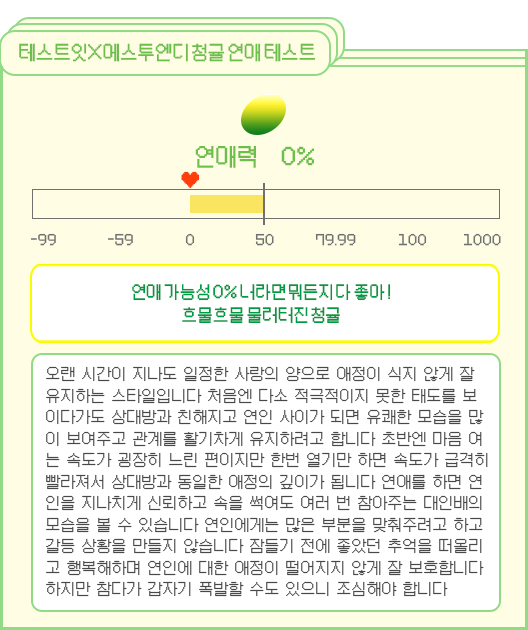 테스트잇X메스투엔디 청귤 연애 테스트
연매력 0%
-99 -59 0 50 79.99 100 1000
연매 가능성 0% 너라면 뭐든지 다 좋아!
흐물흐물 물러터진 청귤
오랜 시간이 지나도 일정한 사랑의 양으로 애정이 식지 않게 잘
유지하는 스타일입니다 처음엔 다소 적극적이지 못한 태도를 보
이다가도 상대방과 친해지고 연인 사이가 되면 유쾌한 모습을 많
이 보여주고 관계를 활기차게 유지하려고 합니다 초반엔 마음 여
는 속도가 굉장히 느린 편이지만 한번 열기만 하면 속도가 급격히
빨라져서 상대방과 동일한 애정의 깊이가 됩니다 연애를 하면 연
인을 지나치게 신뢰하고 속을 썩여도 여러 번 참아주는 대인배의
모습을 볼 수 있습니다 연인에게는 많은 부분을 맞춰주려고 하고
갈등 상황을 만들지 않습니다 잠들기 전에 좋았던 추억을 떠올리
고 행복해하며 연인에 대한 애정이 떨어지지 않게 잘 보호합니다
하지만 참다가 갑자기 폭발할 수도 있으니 조심해야 합니다